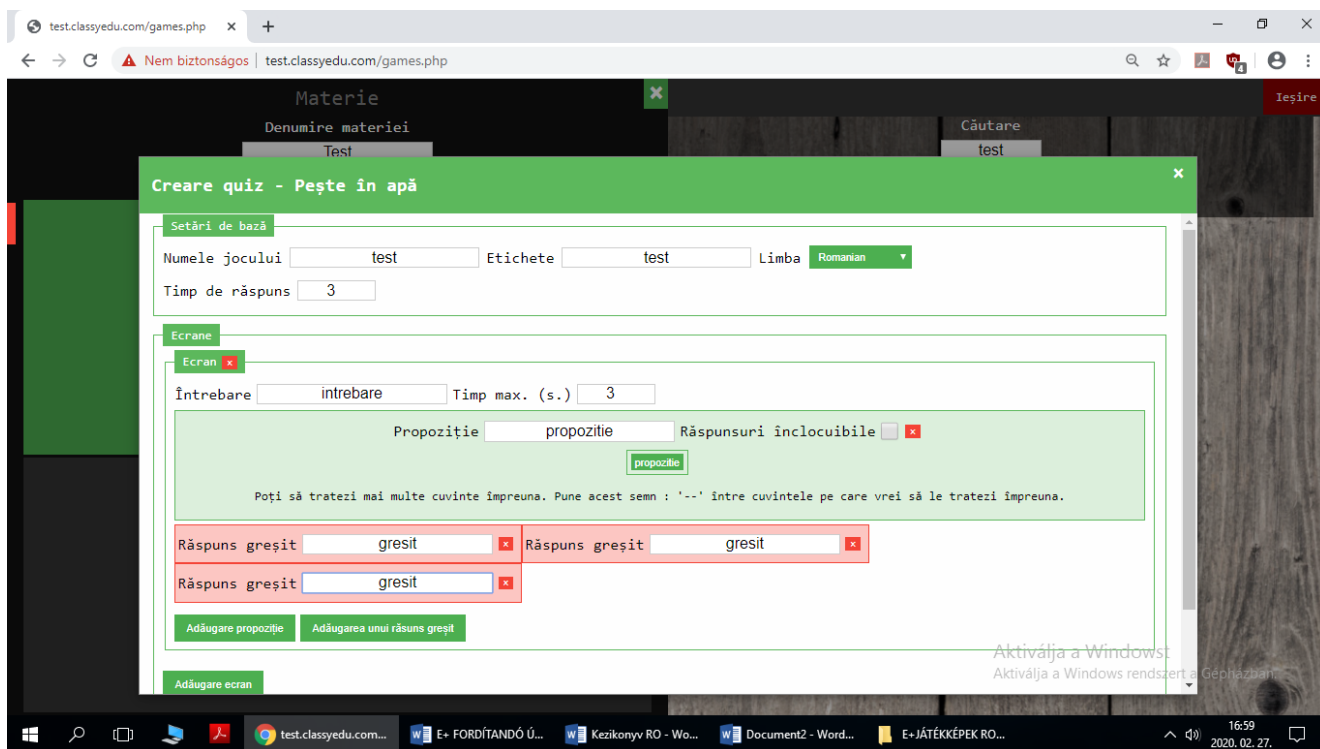 test.classyedu.com/games.php
Nem biztonságos | test.classyedu.com/games.php
4
Materie
Ieșire
Denumire materiei
Căutare
Test
test
Creare quiz - Pește în apă
Setări de bază
Numele jocului test Etichete test Limba Romanian
Timp de răspuns 3
Ecrane
Ecran x
Întrebare intrebare Timp max. (s.) 3
Propoziție propozitie Răspunsuri înclocuibile x
propozitie
Poți să tratezi mai multe cuvinte împreuna. Pune acest semn : '--' între cuvintele pe care vrei să le tratezi împreuna.
Răspuns greșit gresit x Răspuns greșit gresit x
Răspuns greșit gresit x
Adăugare propoziție Adăugarea unui răsuns greșit
Aktiválja a Windowst
Aktiválja a Windows rendszert a Gépházban.
Adăugare ecran
test.classyedu.com... E+ FORDÍTANDÓ Ú... Kezikonyv RO - Wo... Document2 - Word... E+JÁTÉKKÉPEK RO...
16:59
2020. 02. 27.